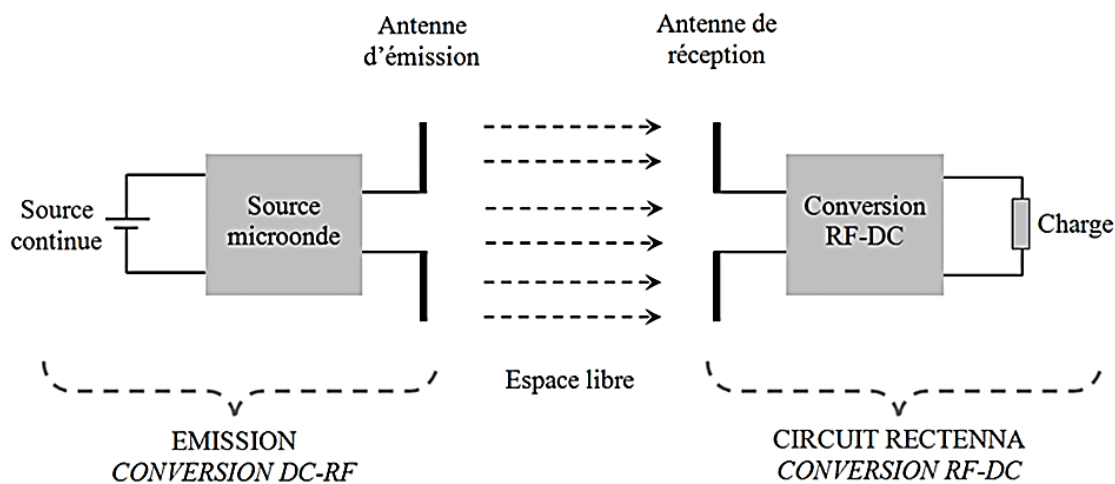 Antenne
d'émission
Antenne de
réception
Source
continue
Source
microonde
Conversion
RF-DC
Charge
Espace libre
EMISSION
CONVERSION DC-RF
CIRCUIT RECTENNA
CONVERSION RF-DC